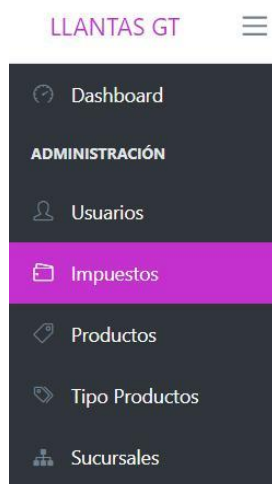 LLANTAS GT
Dashboard
ADMINISTRACIÓN
Usuarios
Impuestos
Productos
Tipo Productos
Sucursales